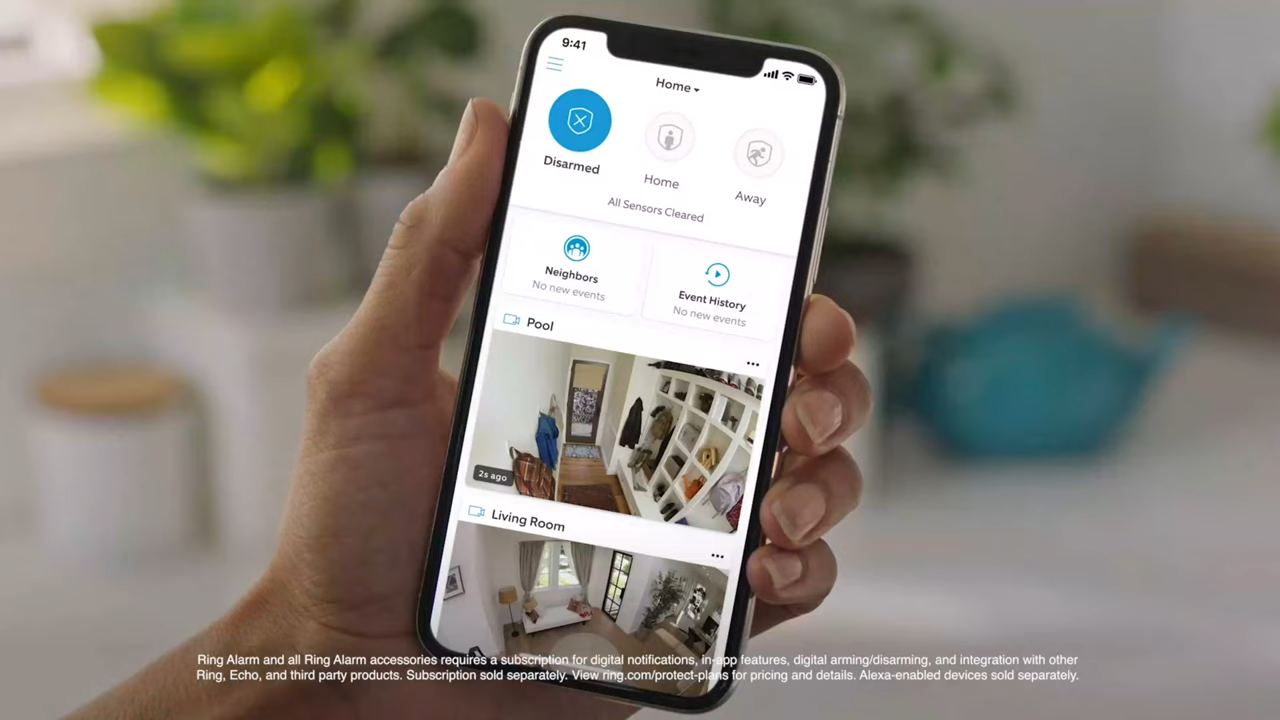 9:41
Home
Disarmed
Home
Away
All Sensors Cleared
Neighbors
No new events
Event History
No new events
Pool
2s ago
Living Room
Ring Alarm and all Ring Alarm accessories requires a subscription for digital notifications, in-app features, digital arming/disarming, and integration with other
Ring, Echo, and third party products. Subscription sold separately. View ring.com/protect-plans for pricing and details. Alexa-enabled devices sold separately.